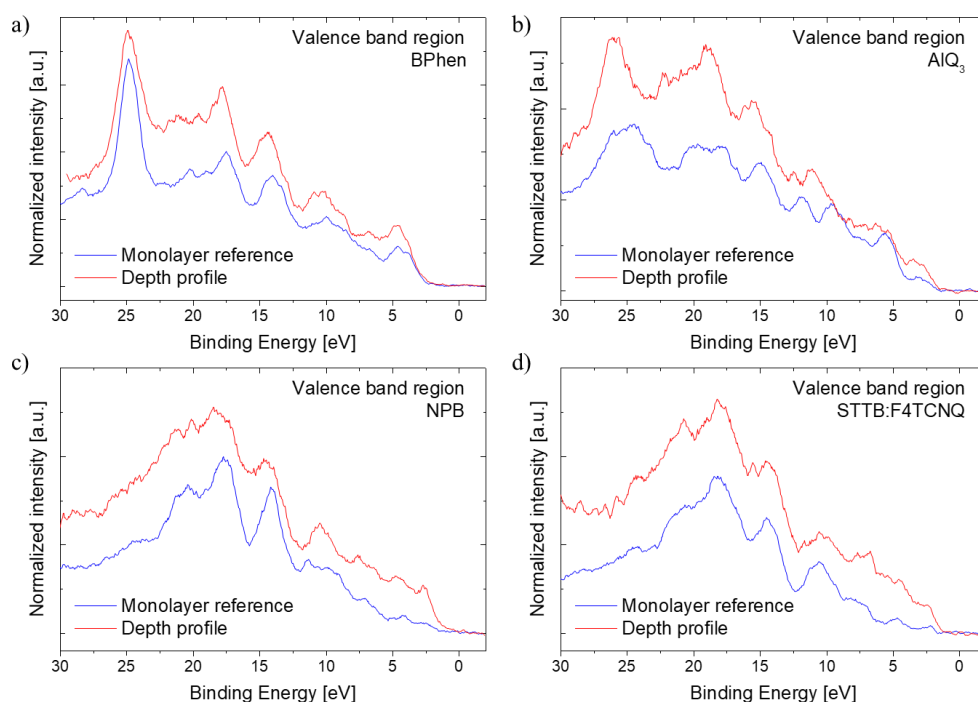 a)
Valence band region
BPhen
Normalized intensity [a.u.]
Monolayer reference
Depth profile
30 25 20 15 10 5 0
Binding Energy [eV]
b)
Valence band region
AlQ₃
Normalized intensity [a.u.]
Monolayer reference
Depth profile
30 25 20 15 10 5 0
Binding Energy [eV]
c)
Valence band region
NPB
Normalized intensity [a.u.]
Monolayer reference
Depth profile
30 25 20 15 10 5 0
Binding Energy [eV]
d)
Valence band region
STTB:F4TCNQ
Normalized intensity [a.u.]
Monolayer reference
Depth profile
30 25 20 15 10 5 0
Binding Energy [eV]